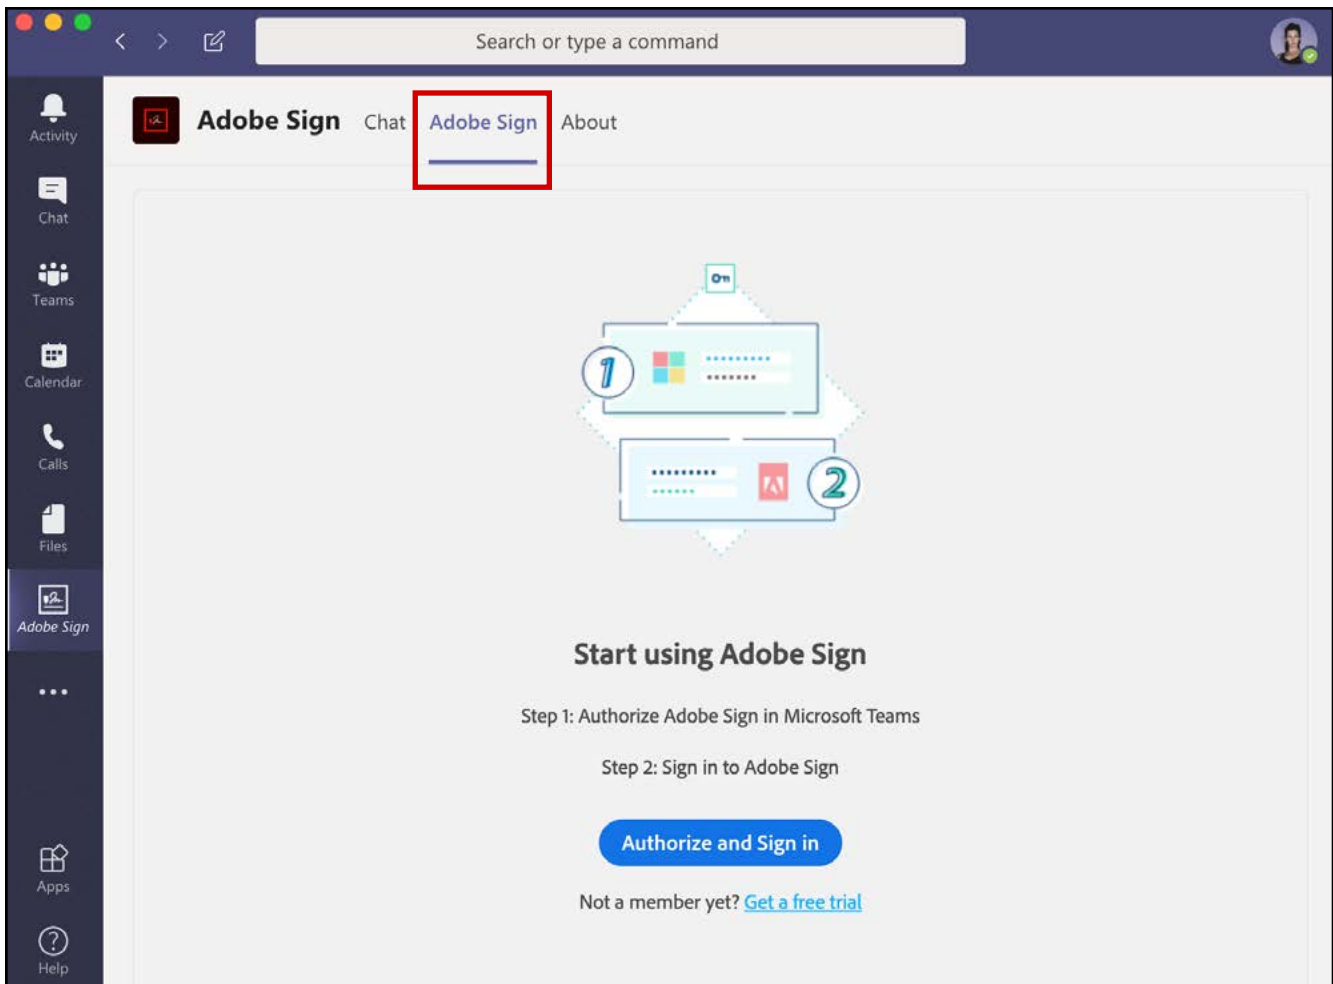 Search or type a command
Activity
Chat
Teams
Calendar
Calls
Files
Adobe Sign
Apps
Help
Adobe Sign Chat Adobe Sign About
1
2
Start using Adobe Sign
Step 1: Authorize Adobe Sign in Microsoft Teams
Step 2: Sign in to Adobe Sign
Authorize and Sign in
Not a member yet? Get a free trial